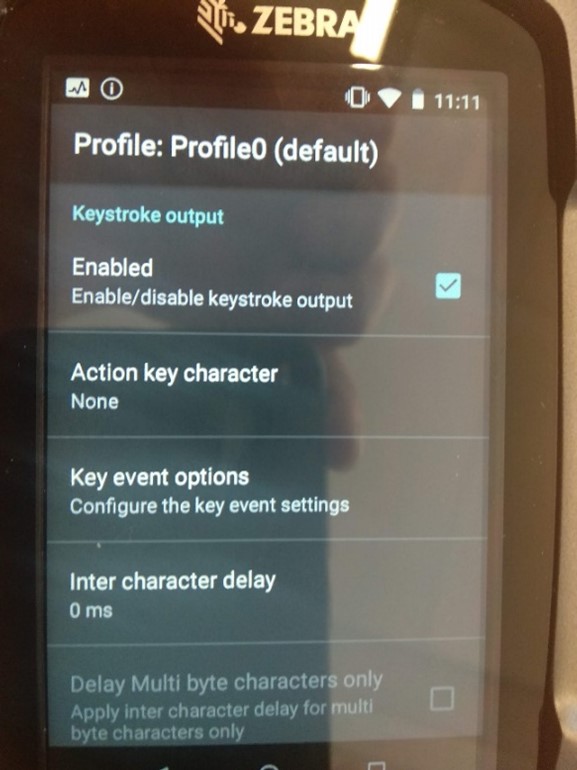 ZEBRA
11:11
Profile: Profile0 (default)
Keystroke output
Enabled
Enable/disable keystroke output
Action key character
None
Key event options
Configure the key event settings
Inter character delay
0 ms
Delay Multi byte characters only
Apply inter character delay for multi
byte characters only